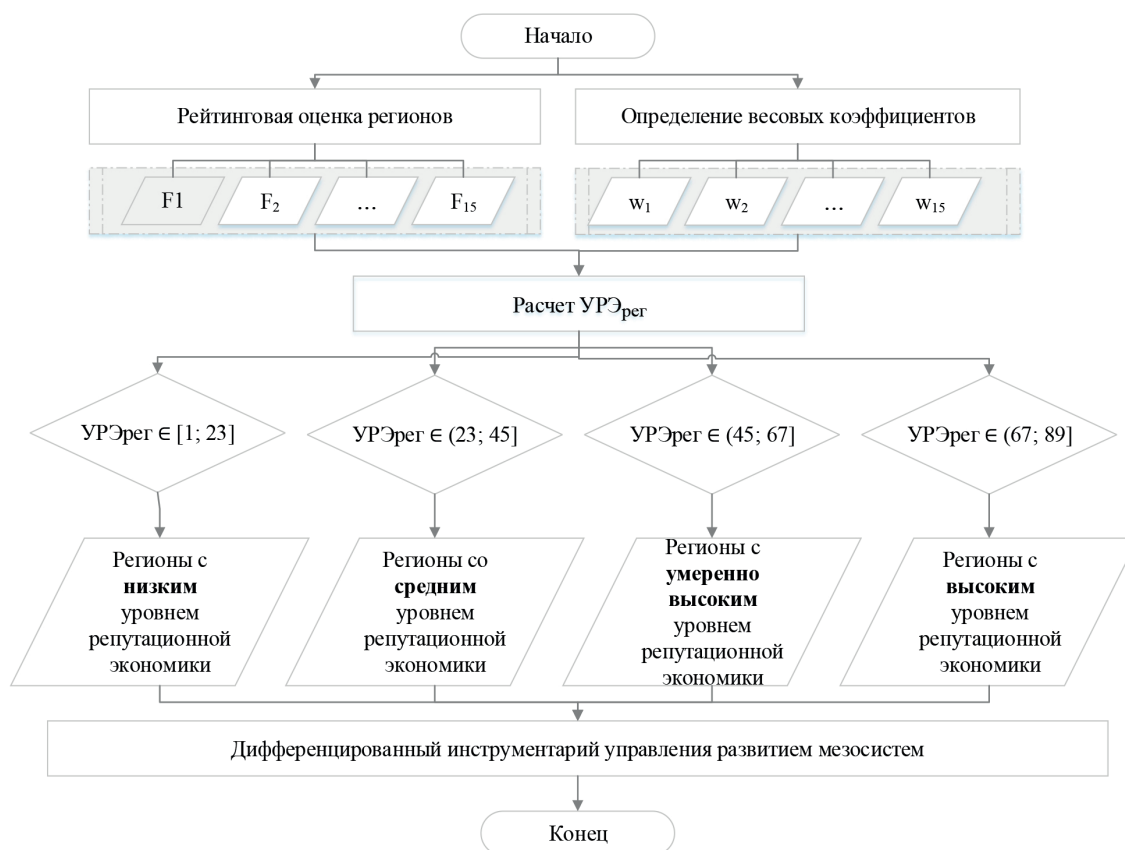 Начало
Рейтинговая оценка регионов
Определение весовых коэффициентов
F1
F₂
...
F₁₅
w₁
w₂
...
w₁₅
Расчет УРЭрег
УРЭрег ∈ [1; 23]
УРЭрег ∈ (23; 45]
УРЭрег ∈ (45; 67]
УРЭрег ∈ (67; 89]
Регионы с
низким
уровнем
репутационной
экономики
Регионы со
средним
уровнем
репутационной
экономики
Регионы с
умеренно
высоким
уровнем
репутационной
экономики
Регионы с
высоким
уровнем
репутационной
экономики
Дифференцированный инструментарий управления развитием мезосистем
Конец